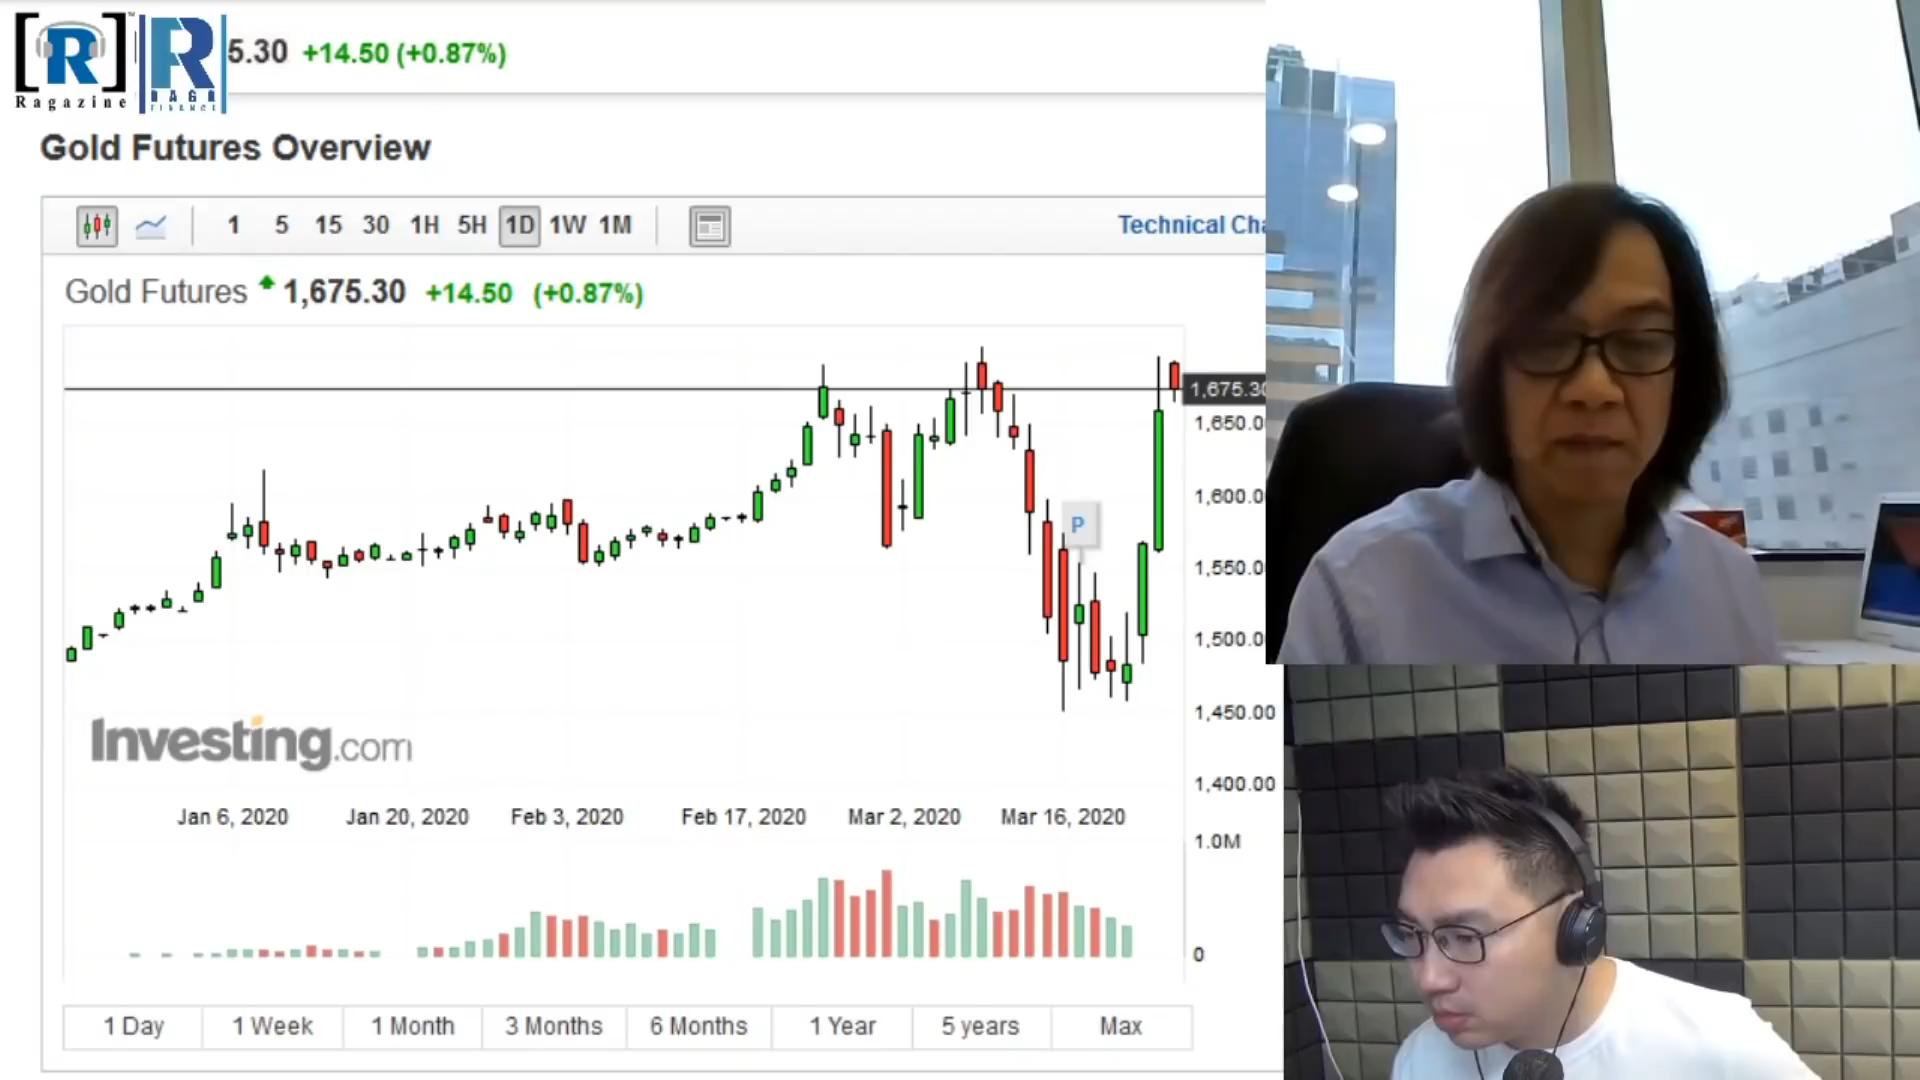 [R] R
5.30 +14.50 (+0.87%)
Ragazine RAGA FINANCE
Gold Futures Overview
1 5 15 30 1H 5H 1D 1W 1M Technical Cha
Gold Futures 1,675.30 +14.50 (+0.87%)
1,675.30
1,650.0
1,600.0
P
1,550.0
1,500.0
1,450.00
Investing.com
1,400.00
Jan 6, 2020 Jan 20, 2020 Feb 3, 2020 Feb 17, 2020 Mar 2, 2020 Mar 16, 2020
1.0M
0
1 Day 1 Week 1 Month 3 Months 6 Months 1 Year 5 years Max